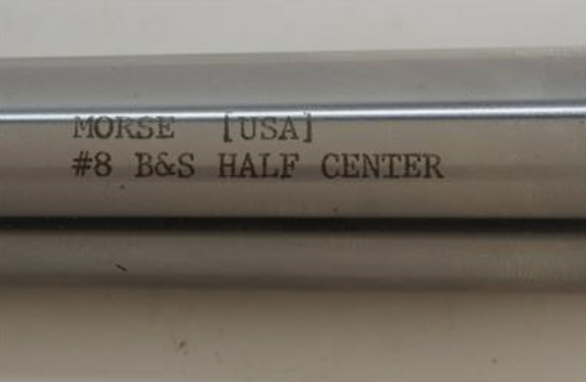 MORSE [USA]
#8 B&S HALF CENTER